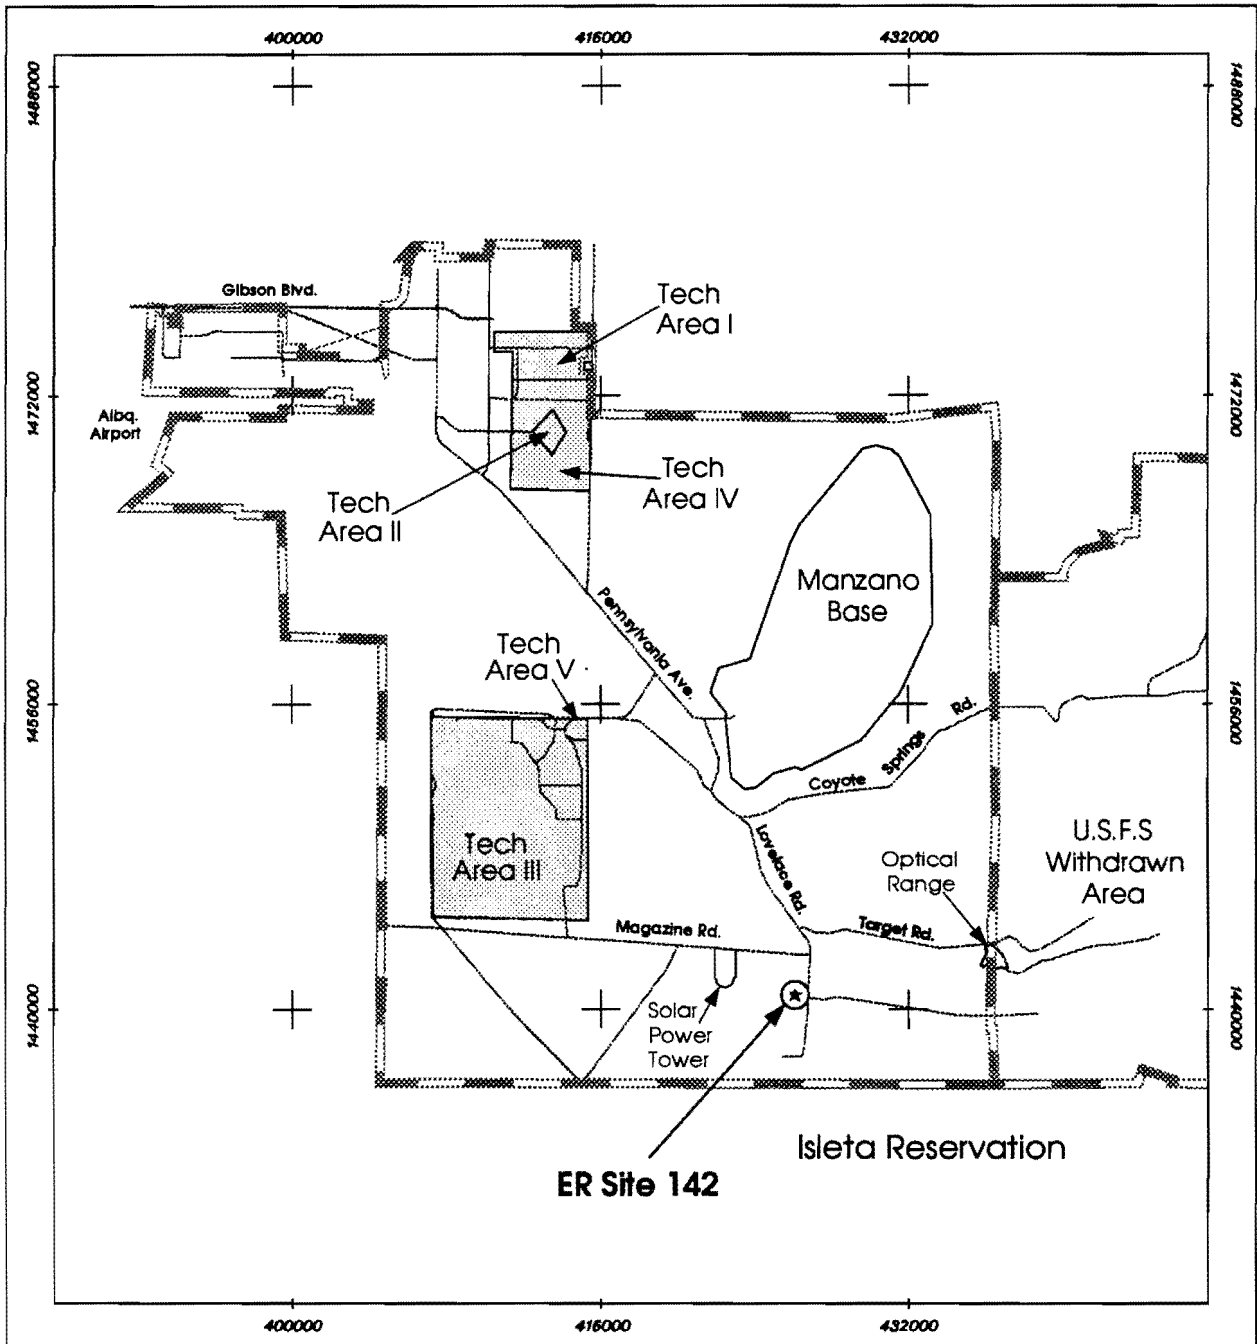 400000
416000
432000
1488000
1488000
Gibson Blvd.
Tech
Area I
1472000
1472000
Albq.
Airport
Tech
Area IV
Tech
Area II
Manzano
Base
Pennsylvania Ave.
Tech
Area V
1456000
1456000
Coyote Springs Rd.
Tech
Area III
Lovelace Rd.
U.S.F.S
Withdrawn
Area
Optical
Range
Magazine Rd.
Target Rd.
1440000
1440000
Solar
Power
Tower
Isleta Reservation
ER Site 142
400000
416000
432000